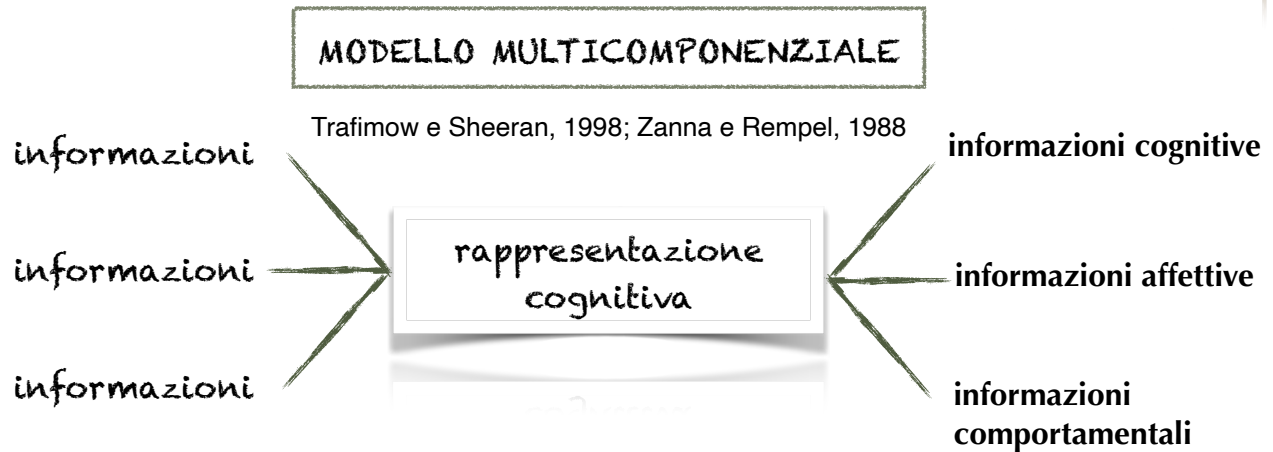 MODELLO MULTICOMPONENZIALE
Trafimow e Sheeran, 1998; Zanna e Rempel, 1988
informazioni
informazioni
informazioni
rappresentazione
cognitiva
informazioni cognitive
informazioni affettive
informazioni
comportamentali